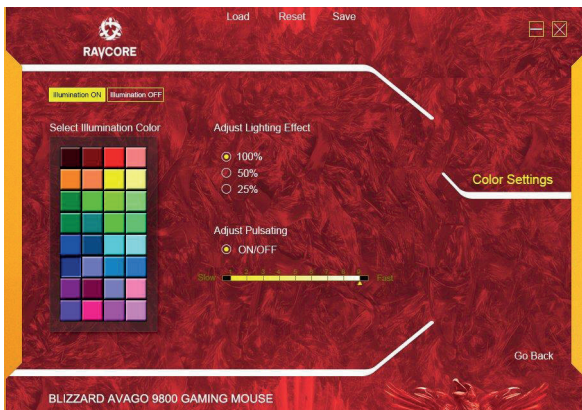 Load Reset Save
RAVCORE
Illumination ON Illumination OFF
Select Illumination Color
Adjust Lighting Effect
100%
50%
25%
Color Settings
Adjust Pulsating
ON/OFF
Slow Fast
Go Back
BLIZZARD AVAGO 9800 GAMING MOUSE